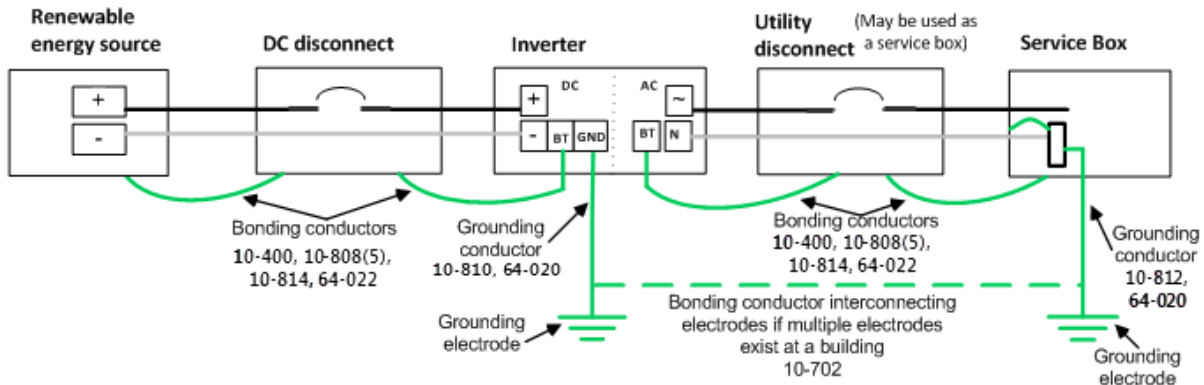 Renewable
energy source
DC disconnect
Inverter
Utility
disconnect
(May be used as
a service box)
Service Box
+
-
+
DC
-
BT
GND
AC
~
BT
N
Bonding conductors
10-400, 10-808(5),
10-814, 64-022
Grounding
conductor
10-810, 64-020
Bonding conductors
10-400, 10-808(5),
10-814, 64-022
Grounding
conductor
10-812,
64-020
Grounding
electrode
Bonding conductor interconnecting
electrodes if multiple electrodes
exist at a building
10-702
Grounding
electrode